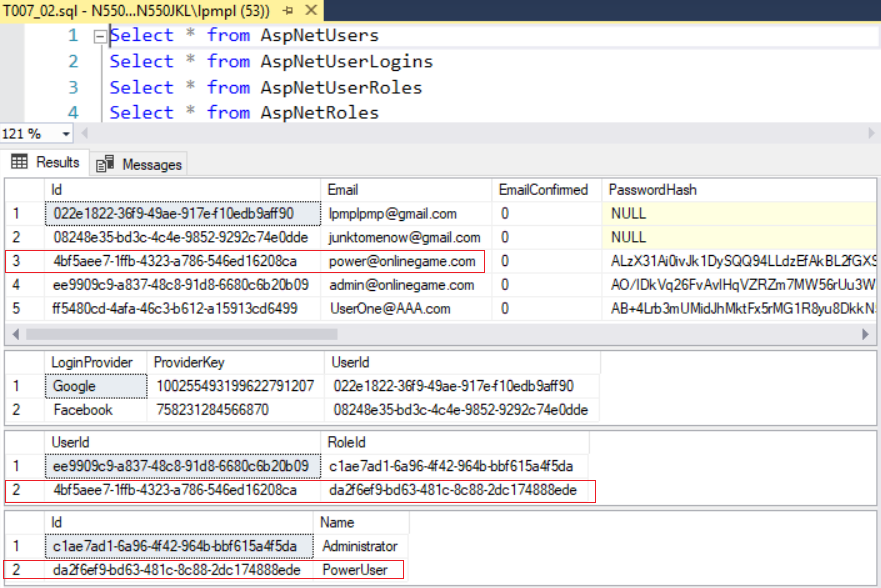 T007_02.sql - N550...N550JKL\lpmpl (53))
1 Select * from AspNetUsers
2 Select * from AspNetUserLogins
3 Select * from AspNetUserRoles
4 Select * from AspNetRoles
121 %
Results Messages
Id Email EmailConfirmed PasswordHash
1 022e1822-36f9-49ae-917e-f10edb9aff90 lpmplpmp@gmail.com 0 NULL
2 08248e35-bd3c-4c4e-9852-9292c74e0dde junktomenow@gmail.com 0 NULL
3 4bf5aee7-1ffb-4323-a786-546ed16208ca power@onlinegame.com 0 ALzX31Ai0ivJk1DySQQ94LLdzEfAkBL2fGXS
4 ee9909c9-a837-48c8-91d8-6680c6b20b09 admin@onlinegame.com 0 AO/IDkVq26FvAvIHqVZRZm7MW56rUu3W
5 ff5480cd-4afa-46c3-b612-a15913cd6499 UserOne@AAA.com 0 AB+4Lrb3mUMidJhMktFx5rMG1R8yu8DkkN
LoginProvider ProviderKey UserId
1 Google 100255493199622791207 022e1822-36f9-49ae-917e-f10edb9aff90
2 Facebook 758231284566870 08248e35-bd3c-4c4e-9852-9292c74e0dde
UserId RoleId
1 ee9909c9-a837-48c8-91d8-6680c6b20b09 c1ae7ad1-6a96-4f42-964b-bbf615a4f5da
2 4bf5aee7-1ffb-4323-a786-546ed16208ca da2f6ef9-bd63-481c-8c88-2dc174888ede
Id Name
1 c1ae7ad1-6a96-4f42-964b-bbf615a4f5da Administrator
2 da2f6ef9-bd63-481c-8c88-2dc174888ede PowerUser